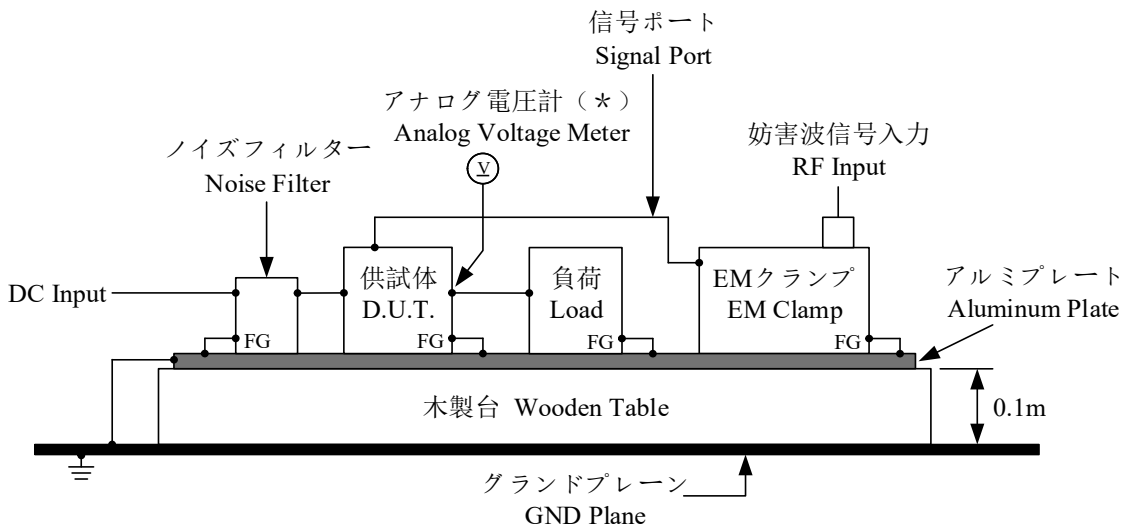 信号ポート
Signal Port
アナログ電圧計（＊）
Analog Voltage Meter
V
妨害波信号入力
RF Input
ノイズフィルター
Noise Filter
DC Input
供試体
D.U.T.
負荷
Load
EMクランプ
EM Clamp
アルミプレート
Aluminum Plate
FG
FG
FG
FG
木製台 Wooden Table
0.1m
グランドプレーン
GND Plane